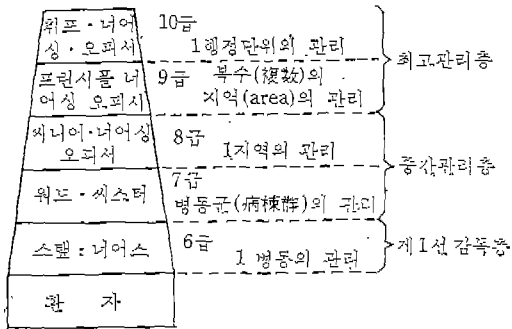 취프·너어
싱·오피서
10급
1행정단위의 관리
최고관리층
프린시플 너
어싱 오피서
9급 복수(複數)의
지역(area)의 관리
씨니어·너어싱
오피서
8급
1지역의 관리
중간관리층
워드·씨스터
7급
병동군(病棟群)의 관리
스탶:너어스
6급
1 병동의 관리
제1선 감독층
환 자